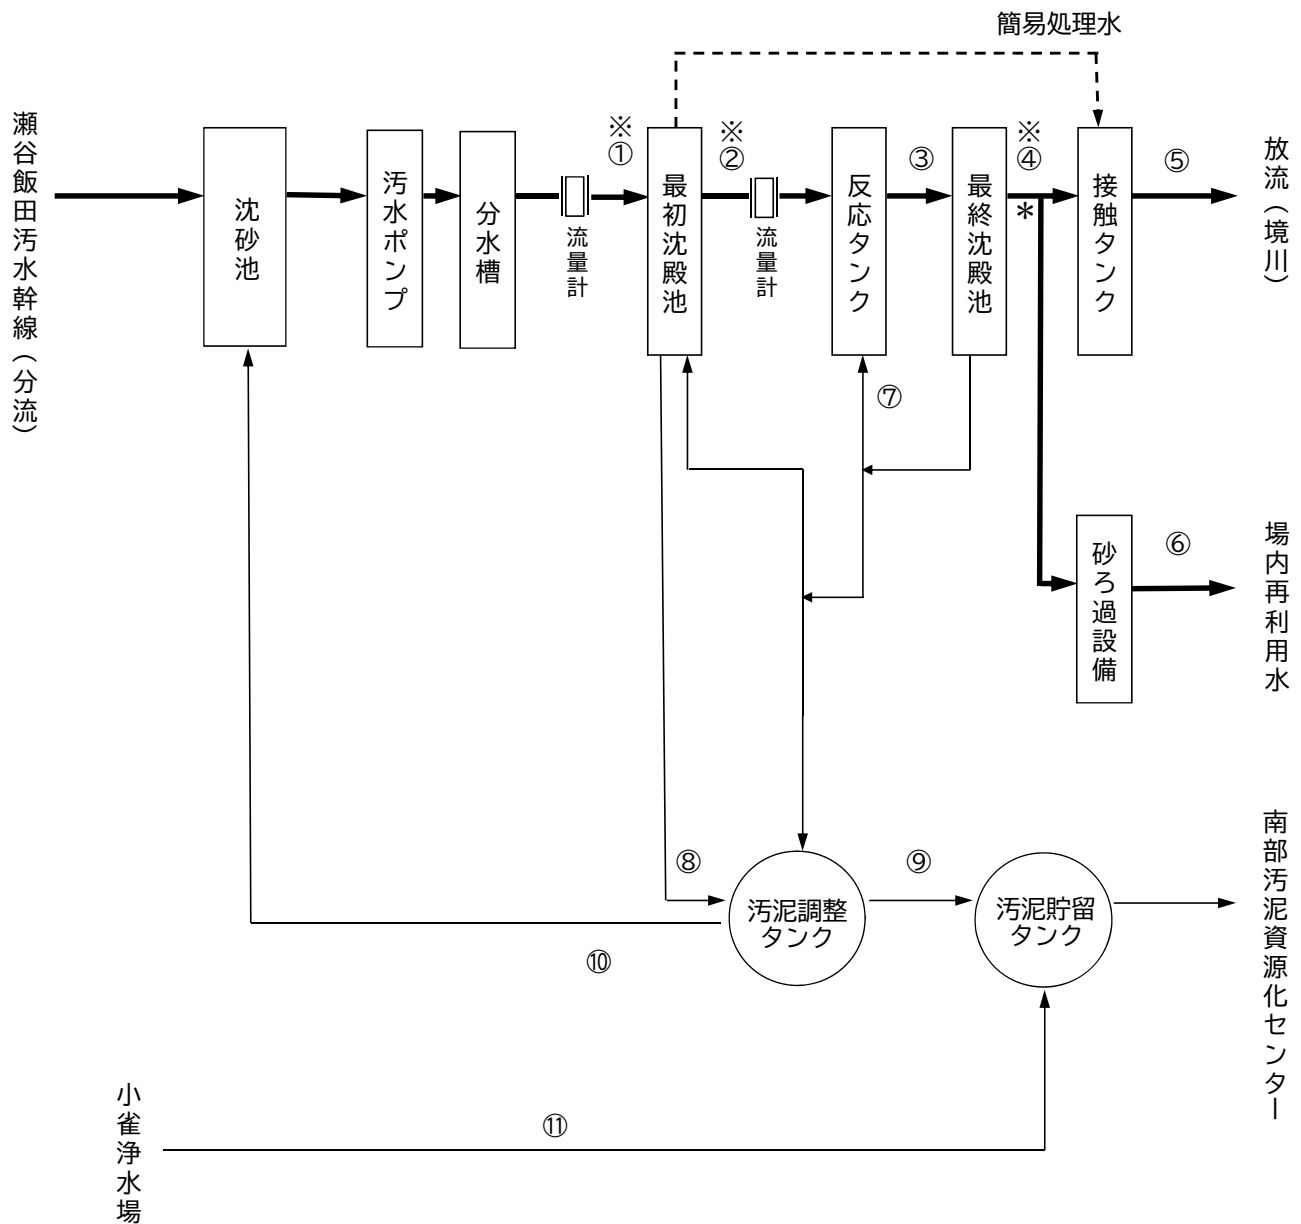 簡易処理水
瀬谷飯田汚水幹線（分流）
沈砂池
汚水ポンプ
分水槽
流量計
※
①
最初沈殿池
※
②
流量計
反応タンク
③
最終沈殿池
※
④
＊
接触タンク
⑤
放流（境川）
⑦
砂ろ過設備
⑥
場内再利用水
⑧
汚泥調整
タンク
⑨
汚泥貯留
タンク
南部汚泥資源化センター
⑩
小雀浄水場
⑪